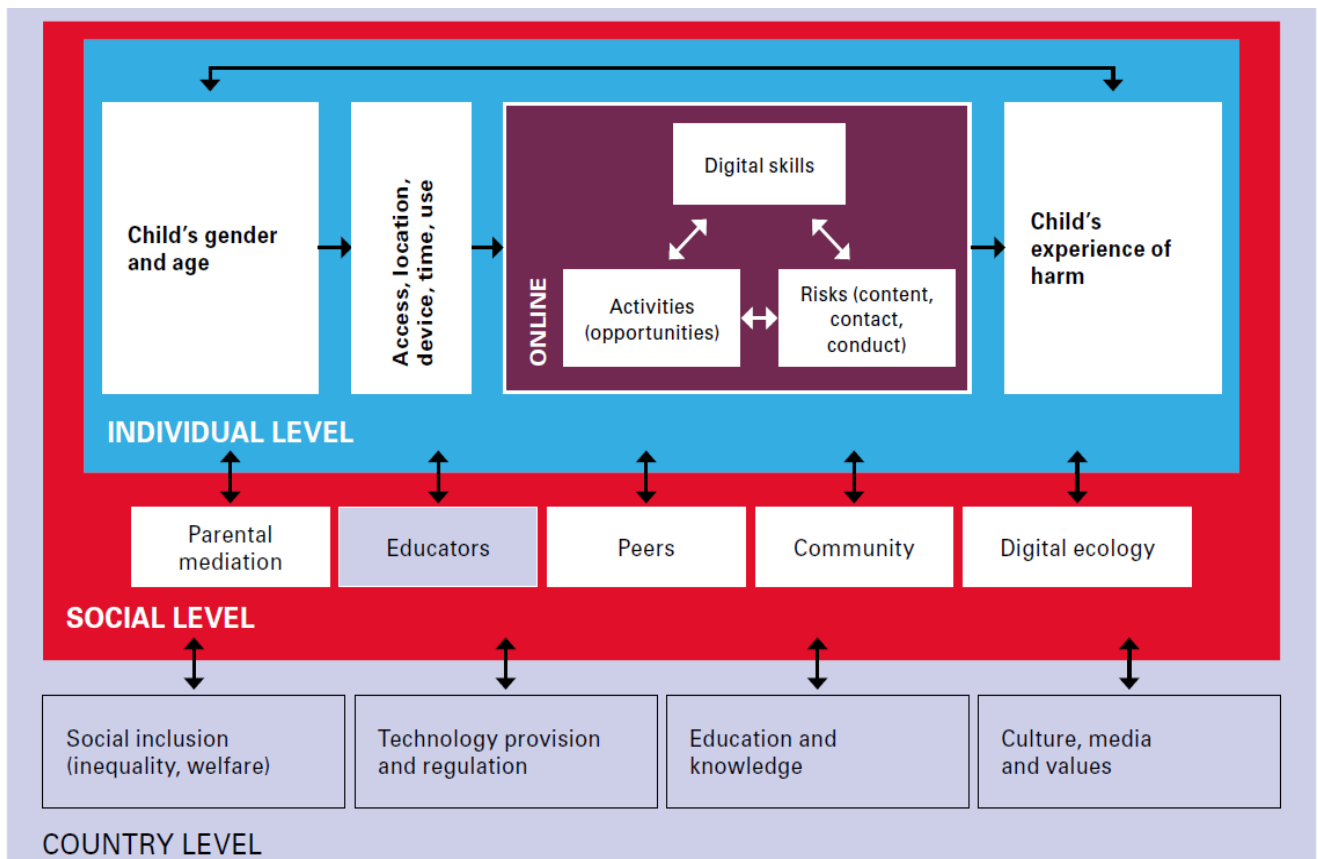 Child's gender
and age
Access, location,
device, time, use
ONLINE
Digital skills
Activities
(opportunities)
Risks (content,
contact,
conduct)
Child's
experience of
harm
INDIVIDUAL LEVEL
Parental
mediation
Educators
Peers
Community
Digital ecology
SOCIAL LEVEL
Social inclusion
(inequality, welfare)
Technology provision
and regulation
Education and
knowledge
Culture, media
and values
COUNTRY LEVEL